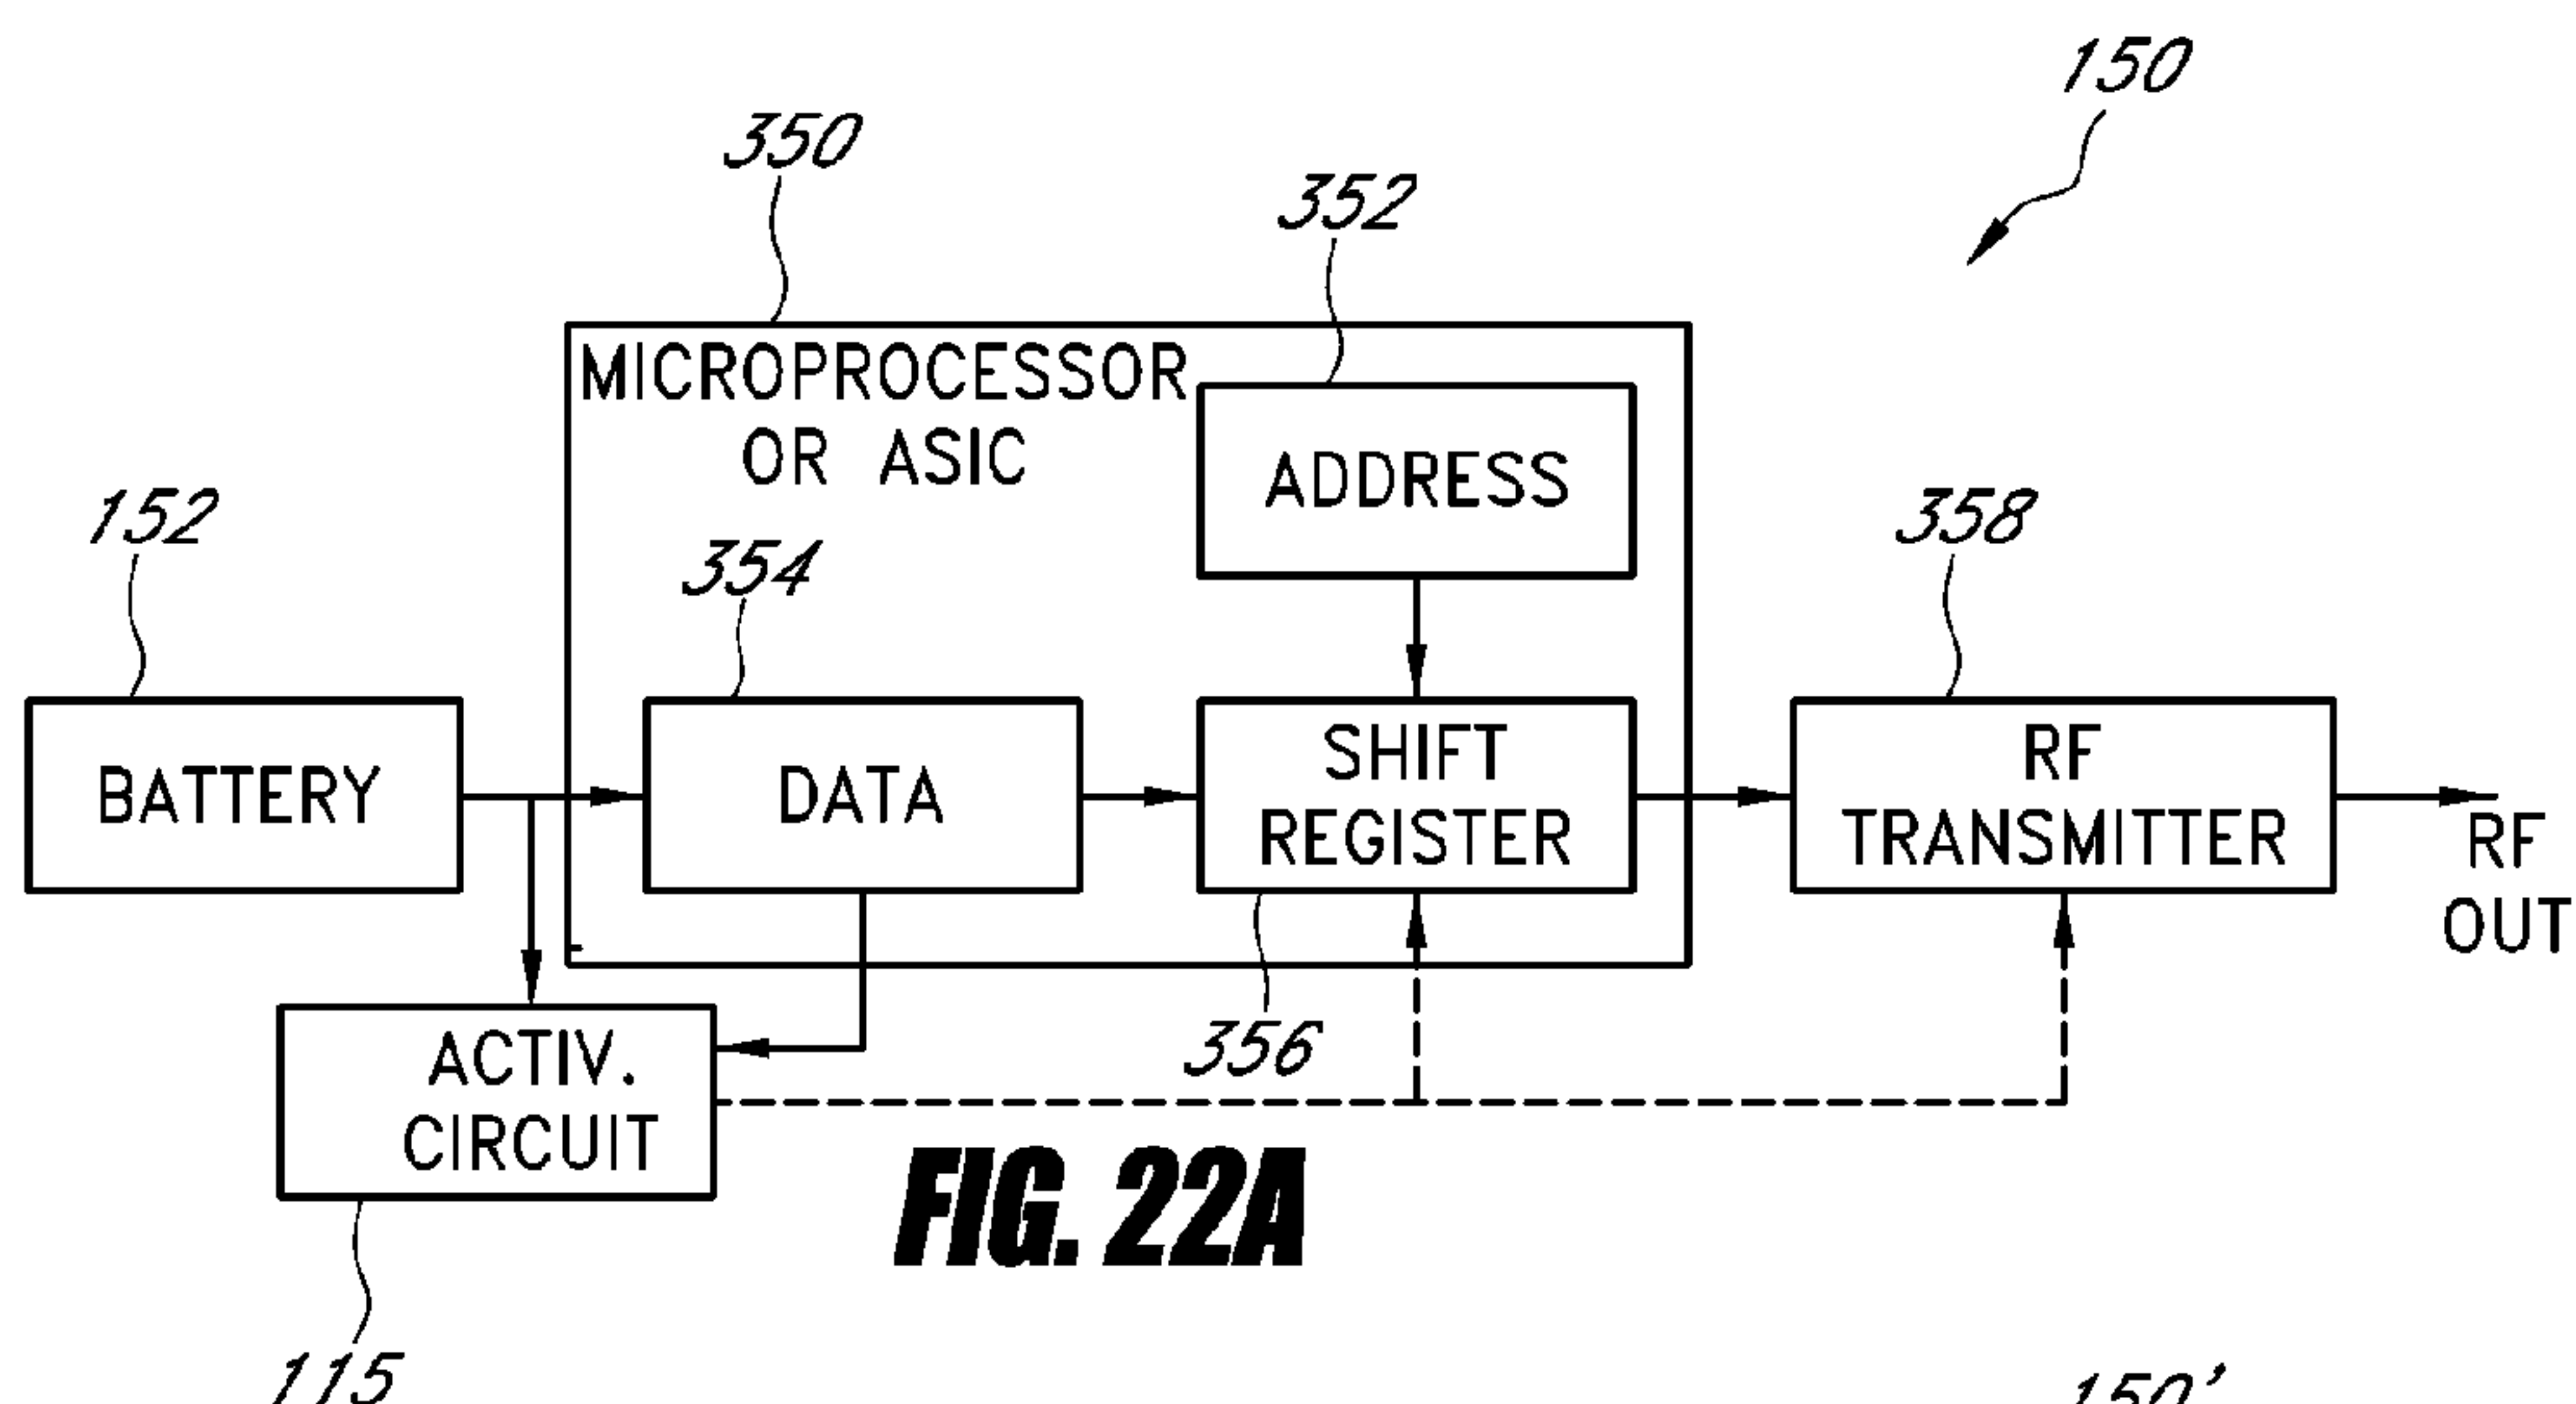 150
350
352
MICROPROCESSOR
OR ASIC
ADDRESS
152
354
358
BATTERY
DATA
SHIFT
REGISTER
RF
TRANSMITTER
RF
OUT
ACTIV.
CIRCUIT
356
FIG. 22A
115
150'